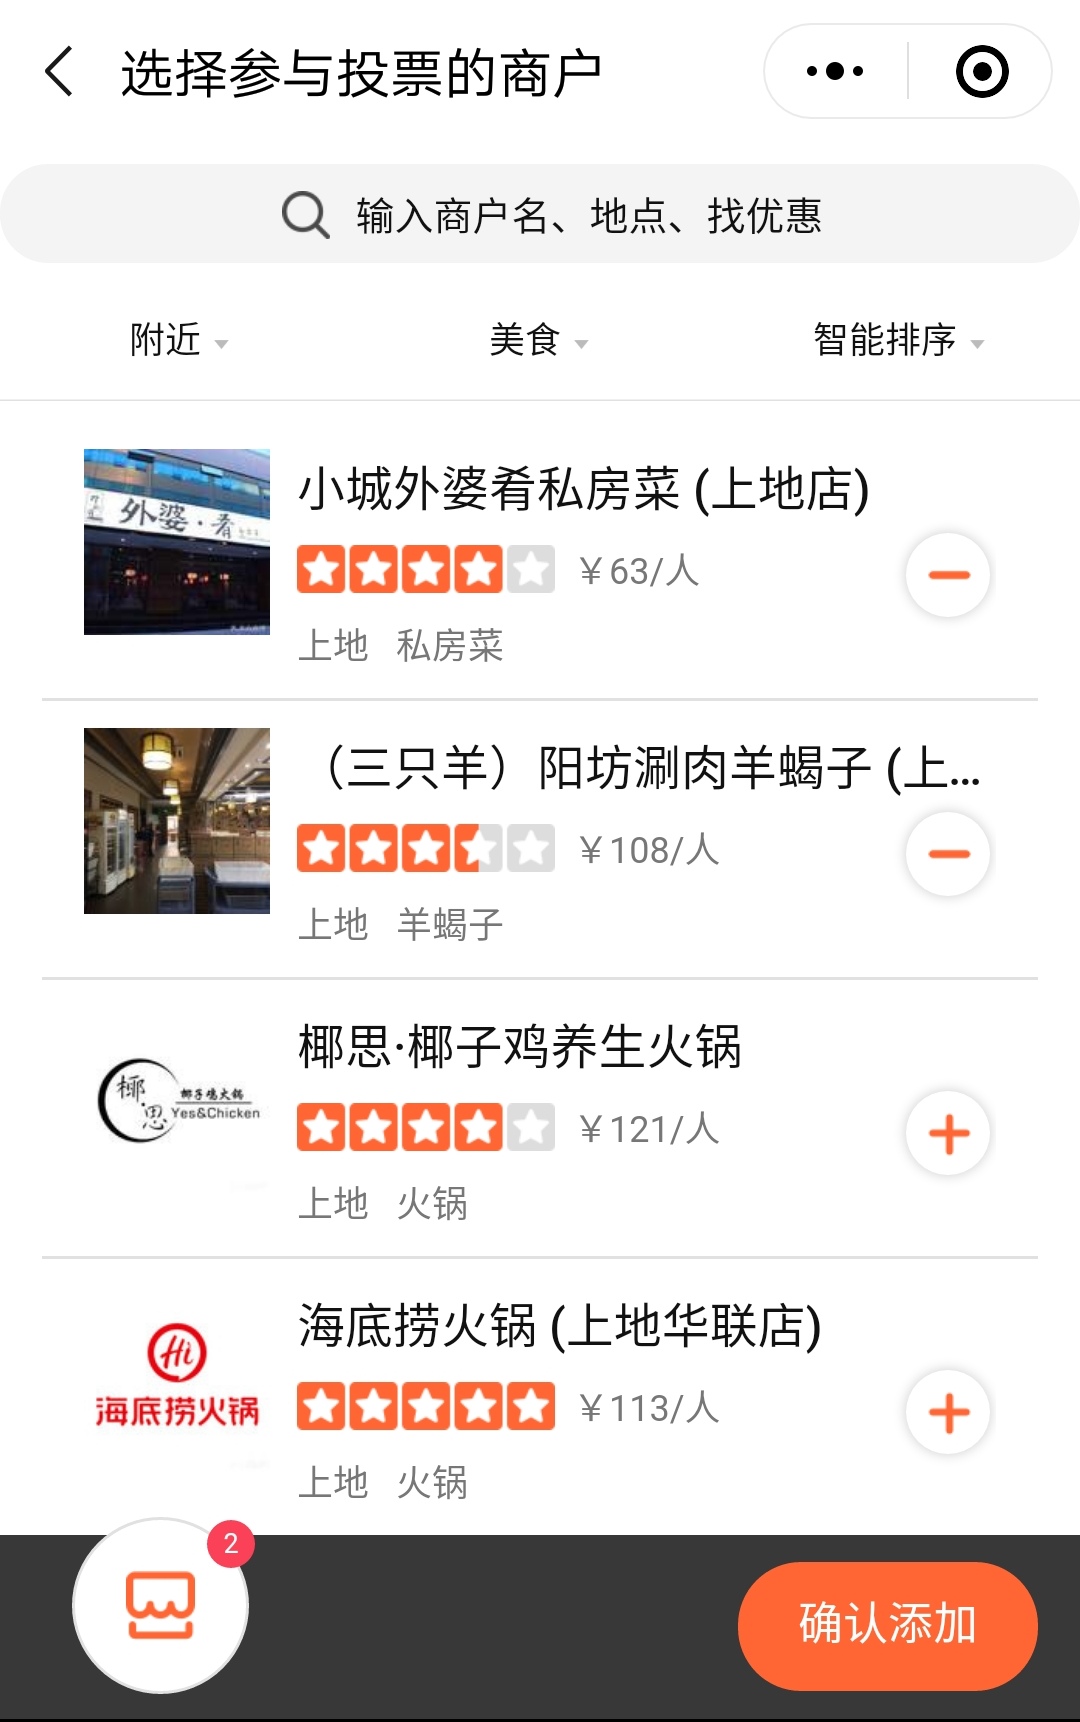 选择参与投票的商户
输入商户名、地点、找优惠
附近
美食
智能排序
外婆·肴
小城外婆肴私房菜 (上地店)
￥63/人
上地 私房菜
（三只羊）阳坊涮肉羊蝎子 (上...
￥108/人
上地 羊蝎子
椰思
椰子鸡火锅
Yes&Chicken
椰思·椰子鸡养生火锅
￥121/人
上地 火锅
Hi
海底捞火锅
海底捞火锅 (上地华联店)
￥113/人
上地 火锅
2
确认添加